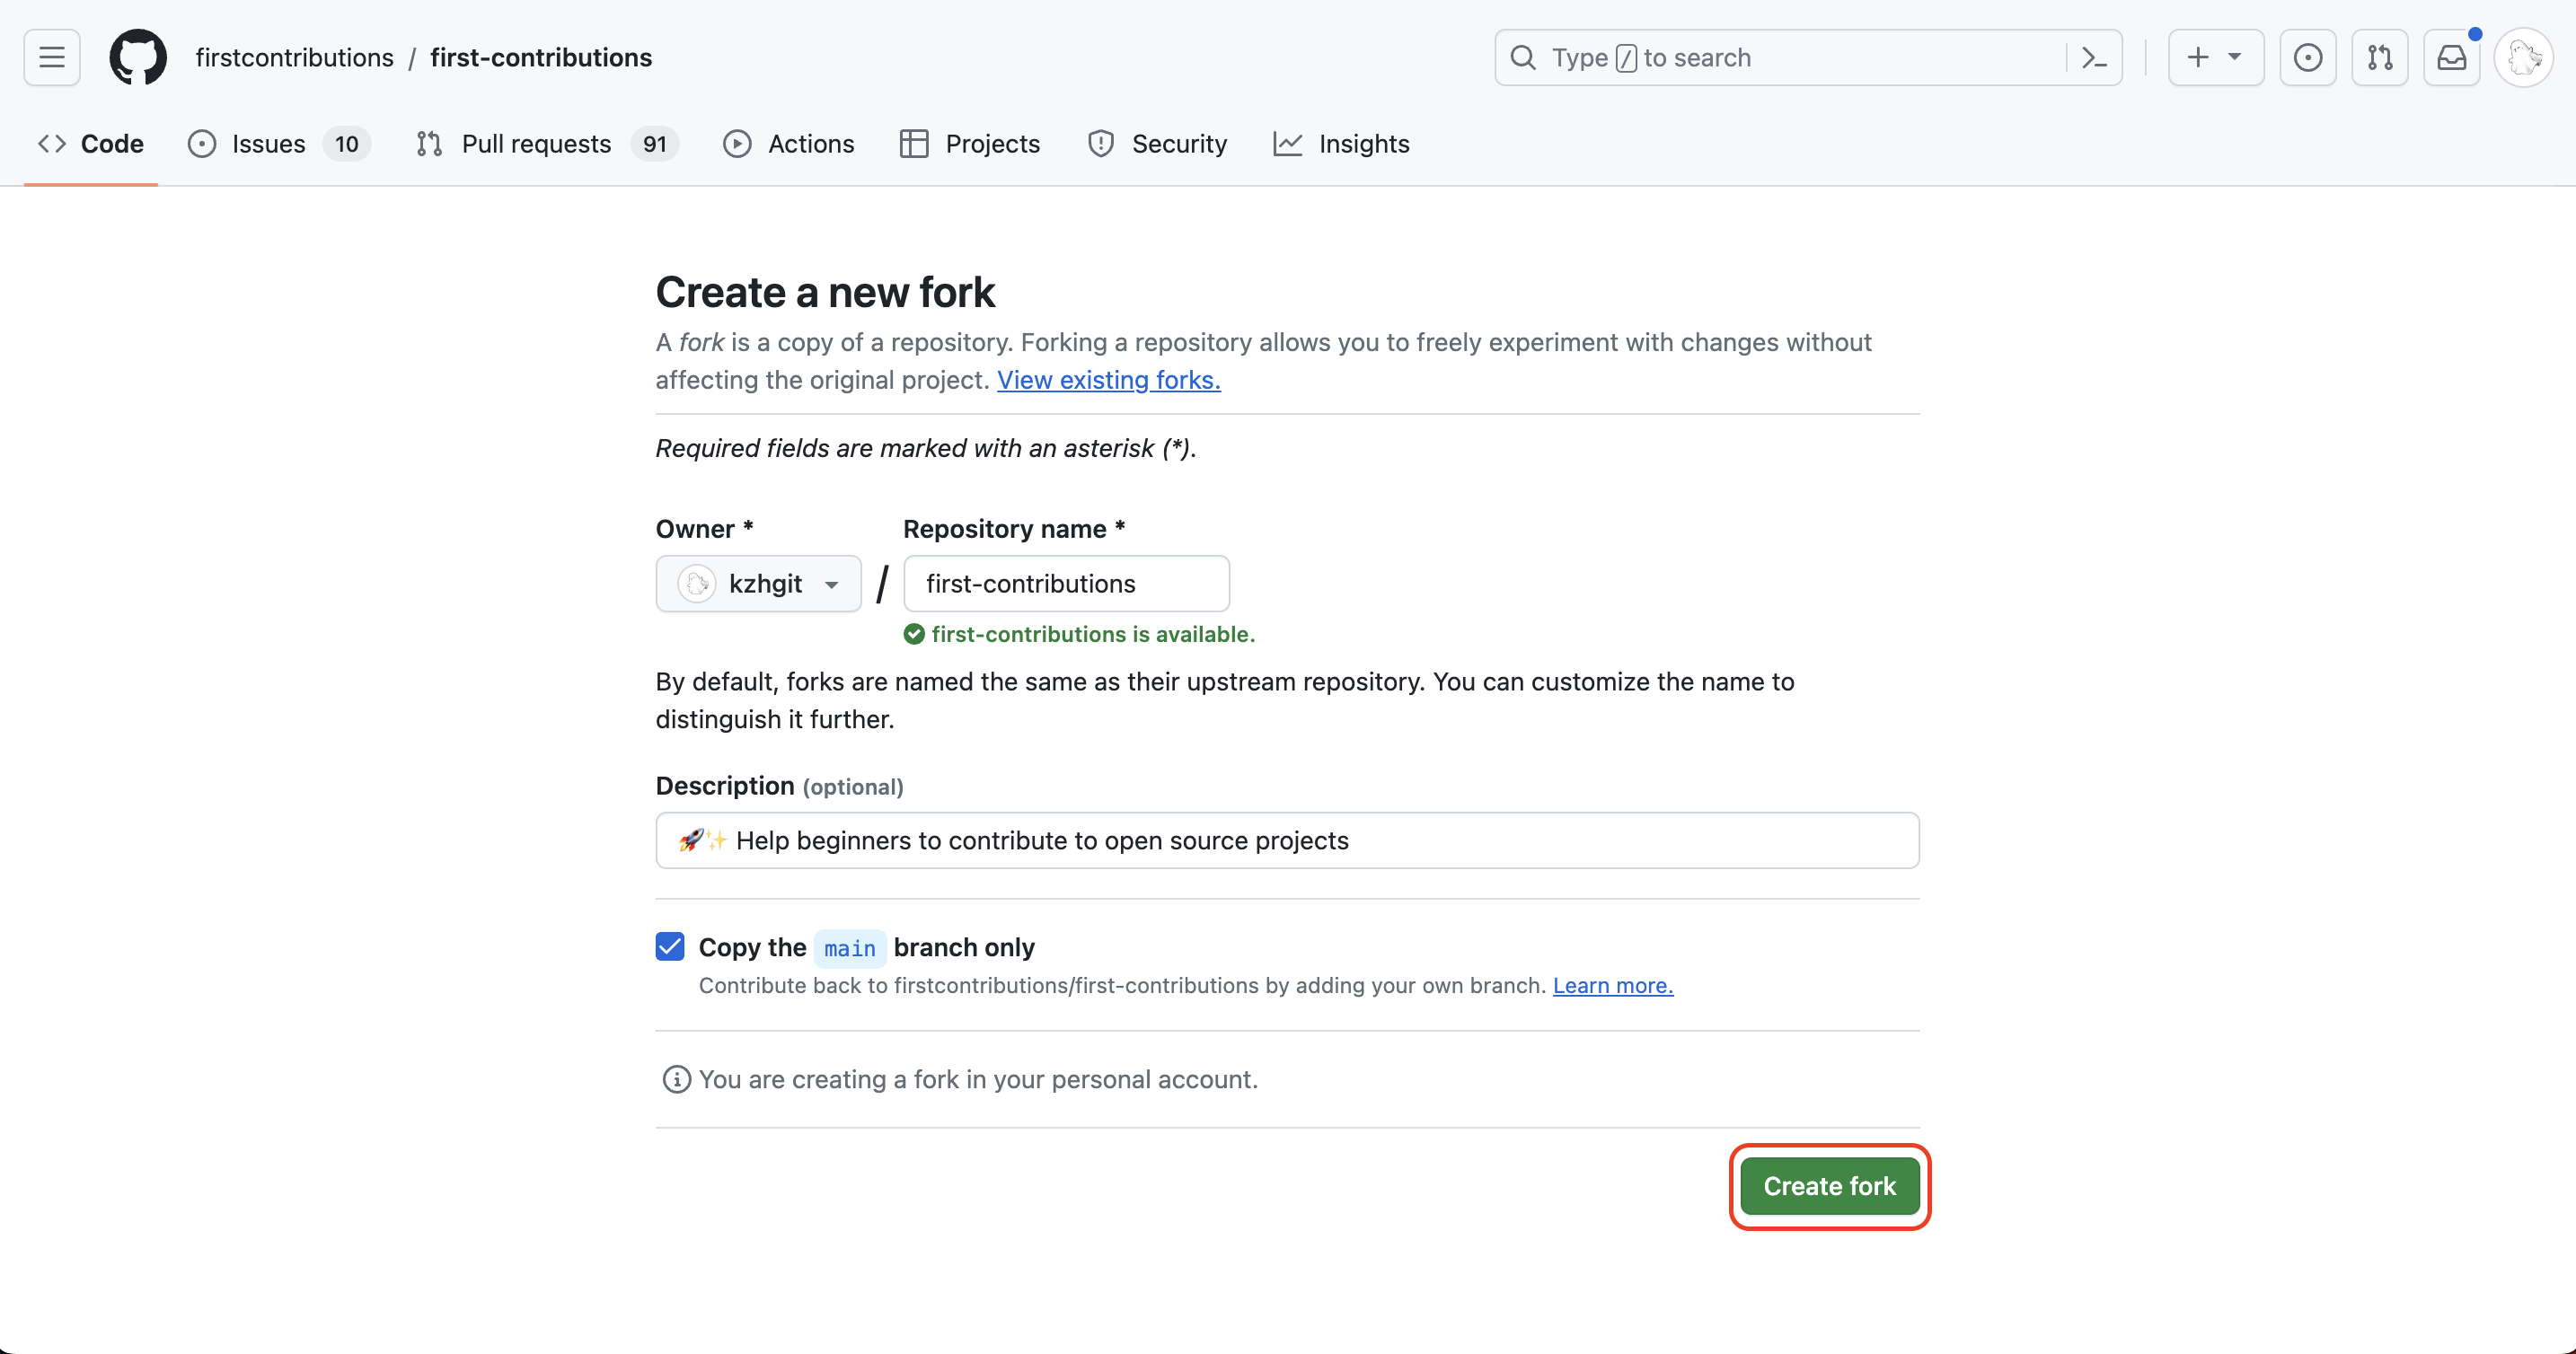 firstcontributions / first-contributions
Type / to search
Code Issues 10 Pull requests 91 Actions Projects Security Insights
Create a new fork
A fork is a copy of a repository. Forking a repository allows you to freely experiment with changes without
affecting the original project. View existing forks.
Required fields are marked with an asterisk (*).
Owner * Repository name *
kzhgit / first-contributions
first-contributions is available.
By default, forks are named the same as their upstream repository. You can customize the name to
distinguish it further.
Description (optional)
🚀✨ Help beginners to contribute to open source projects
Copy the main branch only
Contribute back to firstcontributions/first-contributions by adding your own branch. Learn more.
You are creating a fork in your personal account.
Create fork